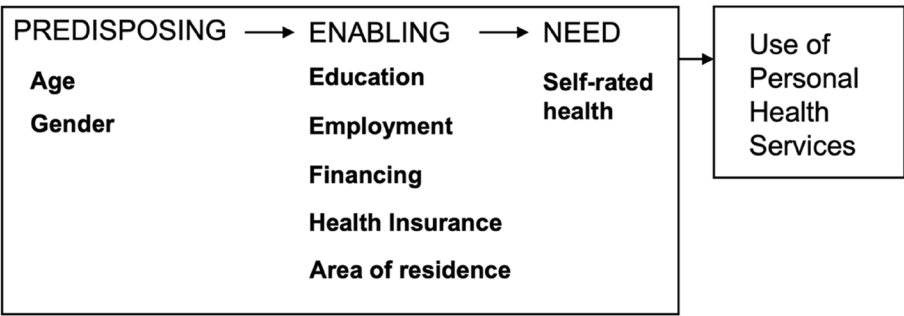 PREDISPOSING
Age
Gender
ENABLING
Education
Employment
Financing
Health Insurance
Area of residence
NEED
Self-rated
health
Use of
Personal
Health
Services